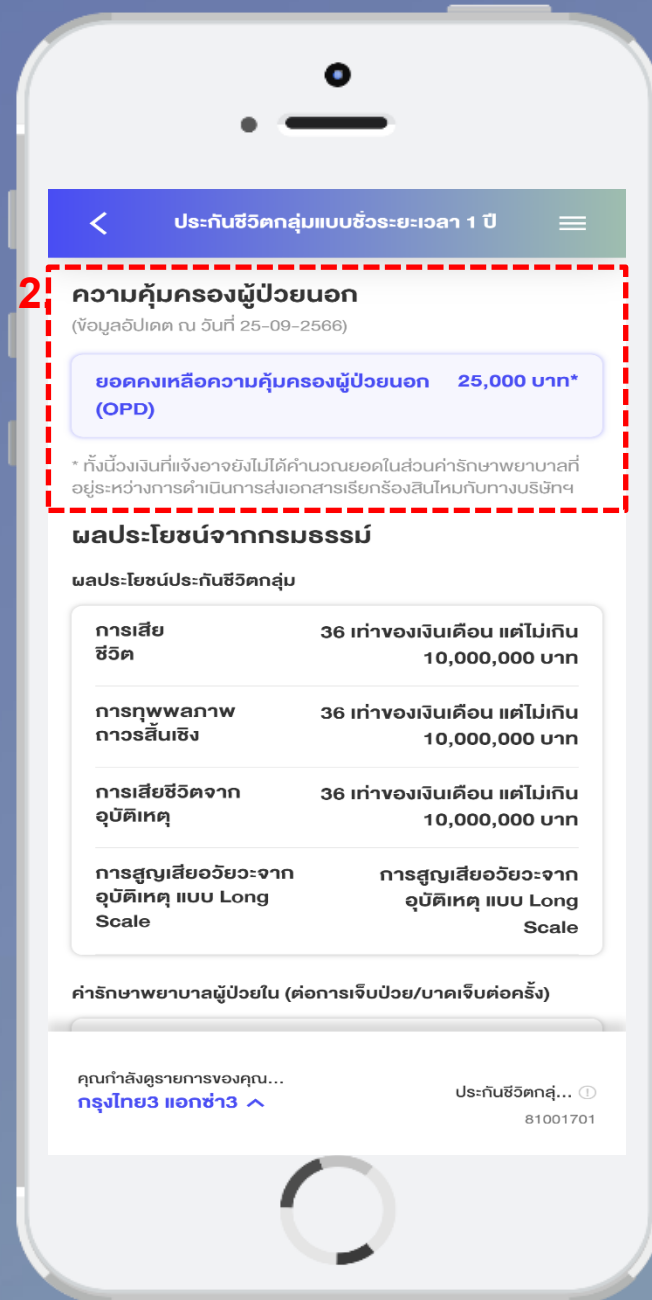 ประกันชีวิตกลุ่มแบบชั่วระยะเวลา 1 ปี
2.
ความคุ้มครองผู้ป่วยนอก
(ข้อมูลอัปเดต ณ วันที่ 25-09-2566)
ยอดคงเหลือความคุ้มครองผู้ป่วยนอก 25,000 บาท*
(OPD)
* ทั้งนี้วงเงินที่แจ้งอาจยังไม่ได้คำนวณยอดในส่วนค่ารักษาพยาบาลที่
อยู่ระหว่างการดำเนินการส่งเอกสารเรียกร้องสินไหมกับทางบริษัทฯ
ผลประโยชน์จากกรมธรรม์
ผลประโยชน์ประกันชีวิตกลุ่ม
การเสีย 36 เท่าของเงินเดือน แต่ไม่เกิน
ชีวิต 10,000,000 บาท
การทุพพลภาพ 36 เท่าของเงินเดือน แต่ไม่เกิน
ถาวรสิ้นเชิง 10,000,000 บาท
การเสียชีวิตจาก 36 เท่าของเงินเดือน แต่ไม่เกิน
อุบัติเหตุ 10,000,000 บาท
การสูญเสียอวัยวะจาก การสูญเสียอวัยวะจาก
อุบัติเหตุ แบบ Long อุบัติเหตุ แบบ Long
Scale Scale
ค่ารักษาพยาบาลผู้ป่วยใน (ต่อการเจ็บป่วย/บาดเจ็บต่อครั้ง)
คุณกำลังดูรายการของคุณ...
กรุงไทย3 แอกซ่า3
ประกันชีวิตกลุ่...
81001701